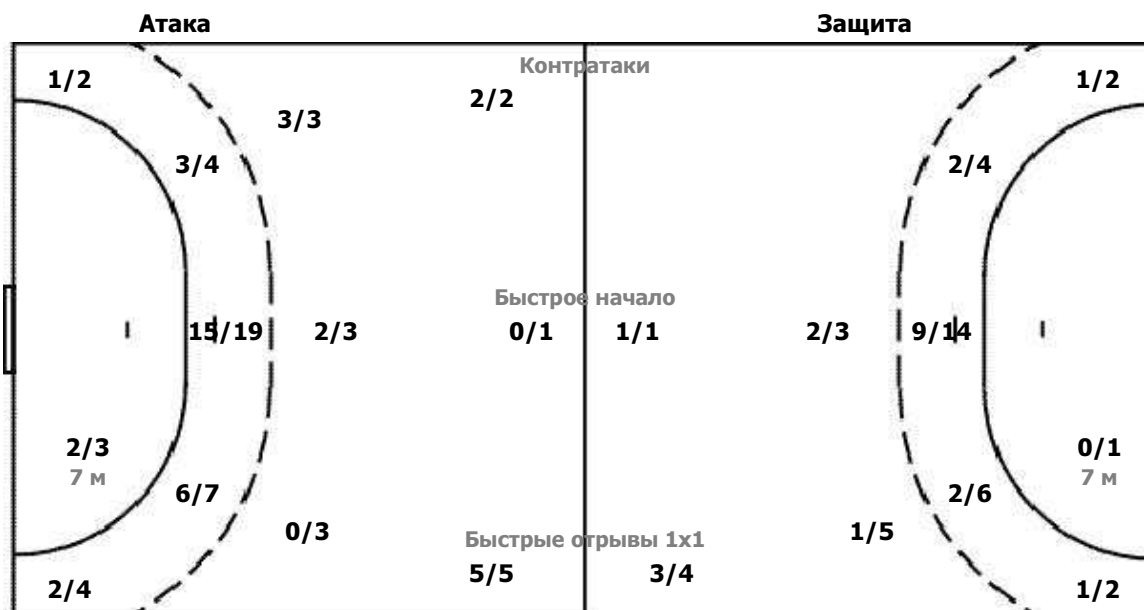 Атака Защита
Контратаки
1/2 2/2 1/2
3/3
3/4 2/4
Быстрое начало
15/19 2/3 0/1 1/1 2/3 9/14
2/3 0/1
7 м 7 м
6/7 2/6
0/3 1/5
Быстрые отрывы 1x1
5/5 3/4
2/4 1/2